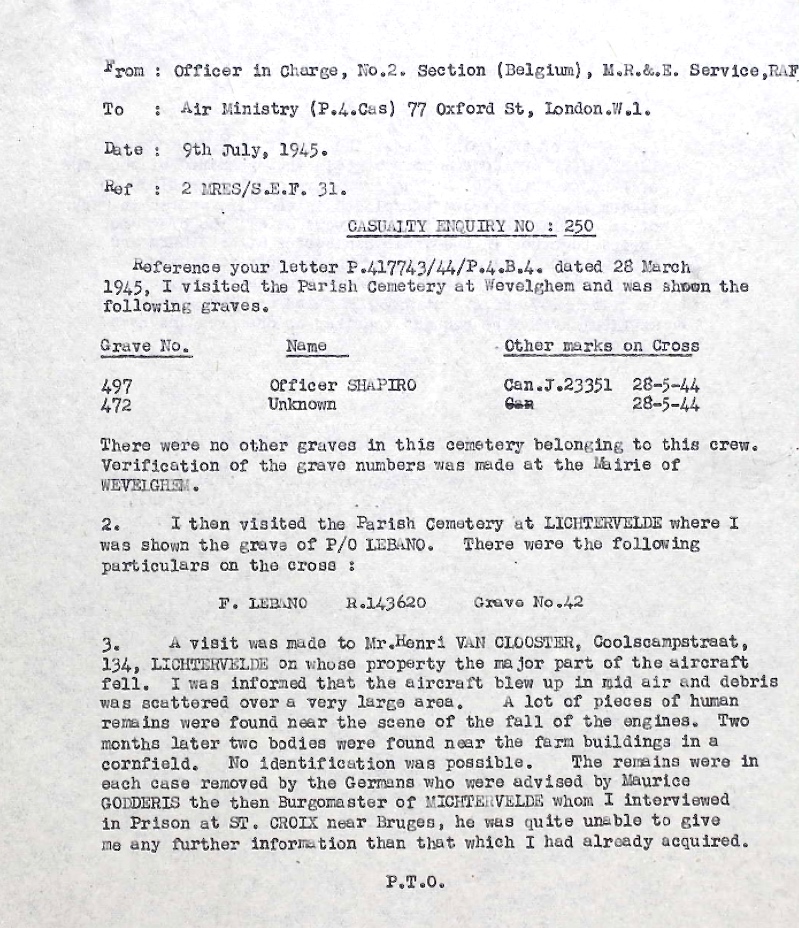 From : Officer in Charge, No.2. Section (Belgium), M.R.&.E. Service,RAF
To : Air Ministry (P.4.Cas) 77 Oxford St, London.W.1.
Date : 9th July, 1945.
Ref : 2 MRES/S.E.F. 31.
CASUALTY ENQUIRY NO : 250
Reference your letter P.417743/44/P.4.B.4. dated 28 March
1945, I visited the Parish Cemetery at Wevelghem and was shown the
following graves.
Grave No. Name Other marks on Cross
497 Officer SHAPIRO Can.J.23351 28-5-44
472 Unknown Can 28-5-44
There were no other graves in this cemetery belonging to this crew.
Verification of the grave numbers was made at the Mairie of
WEVELGHEM.
2. I then visited the Parish Cemetery at LICHTERVELDE where I
was shown the grave of P/O LEBANO. There were the following
particulars on the cross :
F. LEBANO R.143620 Grave No.42
3. A visit was made to Mr.Henri VAN CLOOSTER, Coolscampstraat,
134, LICHTERVELDE on whose property the major part of the aircraft
fell. I was informed that the aircraft blew up in mid air and debris
was scattered over a very large area. A lot of pieces of human
remains were found near the scene of the fall of the engines. Two
months later two bodies were found near the farm buildings in a
cornfield. No identification was possible. The remains were in
each case removed by the Germans who were advised by Maurice
GODDERIS the then Burgomaster of MICHTERVELDE whom I interviewed
in Prison at ST. CROIX near Bruges, he was quite unable to give
me any further information than that which I had already acquired.
P.T.O.